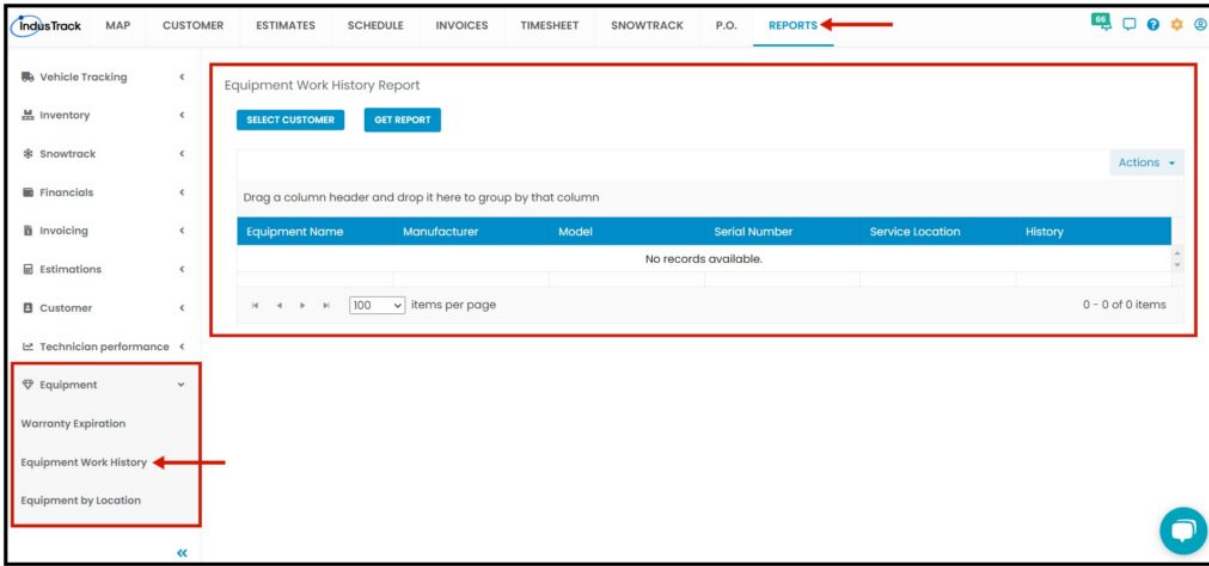 IndusTrack MAP CUSTOMER ESTIMATES SCHEDULE INVOICES TIMESHEET SNOWTRACK P.O. REPORTS 66
Vehicle Tracking
Inventory
Snowtrack
Financials
Invoicing
Estimations
Customer
Technician performance
Equipment
Warranty Expiration
Equipment Work History
Equipment by Location
Equipment Work History Report
SELECT CUSTOMER GET REPORT
Actions
Drag a column header and drop it here to group by that column
Equipment Name Manufacturer Model Serial Number Service Location History
No records available.
100 items per page 0 - 0 of 0 items